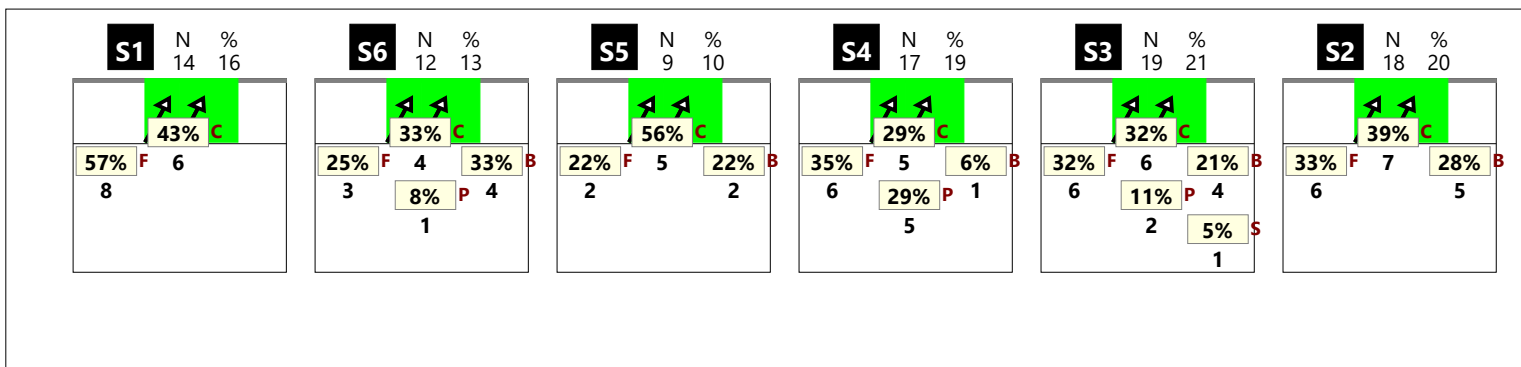 S1 N % S6 N % S5 N % S4 N % S3 N % S2 N %
14 16 12 13 9 10 17 19 19 21 18 20
43% C 33% C 56% C 29% C 32% C 39% C
57% F 6 25% F 4 33% B 22% F 5 22% B 35% F 5 6% B 32% F 6 21% B 33% F 7 28% B
8 3 8% P 4 2 2 6 29% P 1 6 11% P 4 6 5
1 5 2 5% S
1